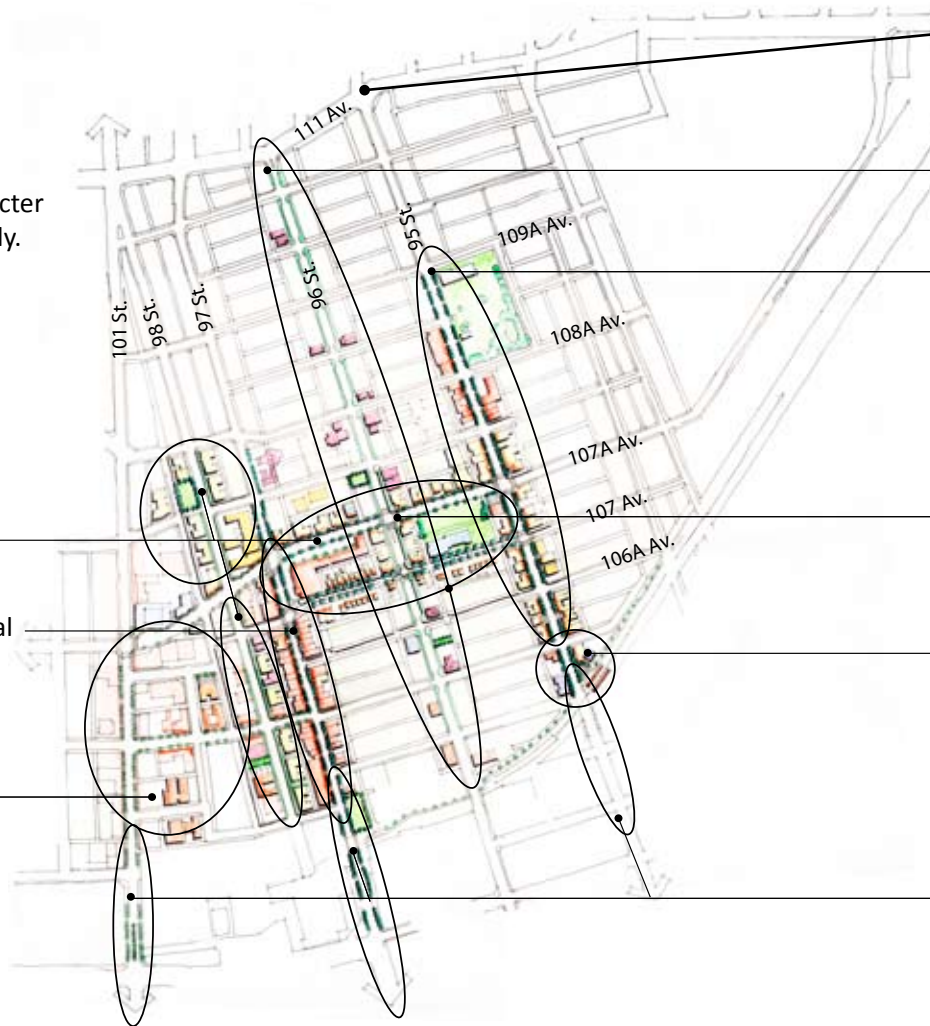 111 Av.
cter
ly.
95 St.
109A Av.
96 St.
101 St.
98 St.
97 St.
108A Av.
107A Av.
107 Av.
106A Av.
al